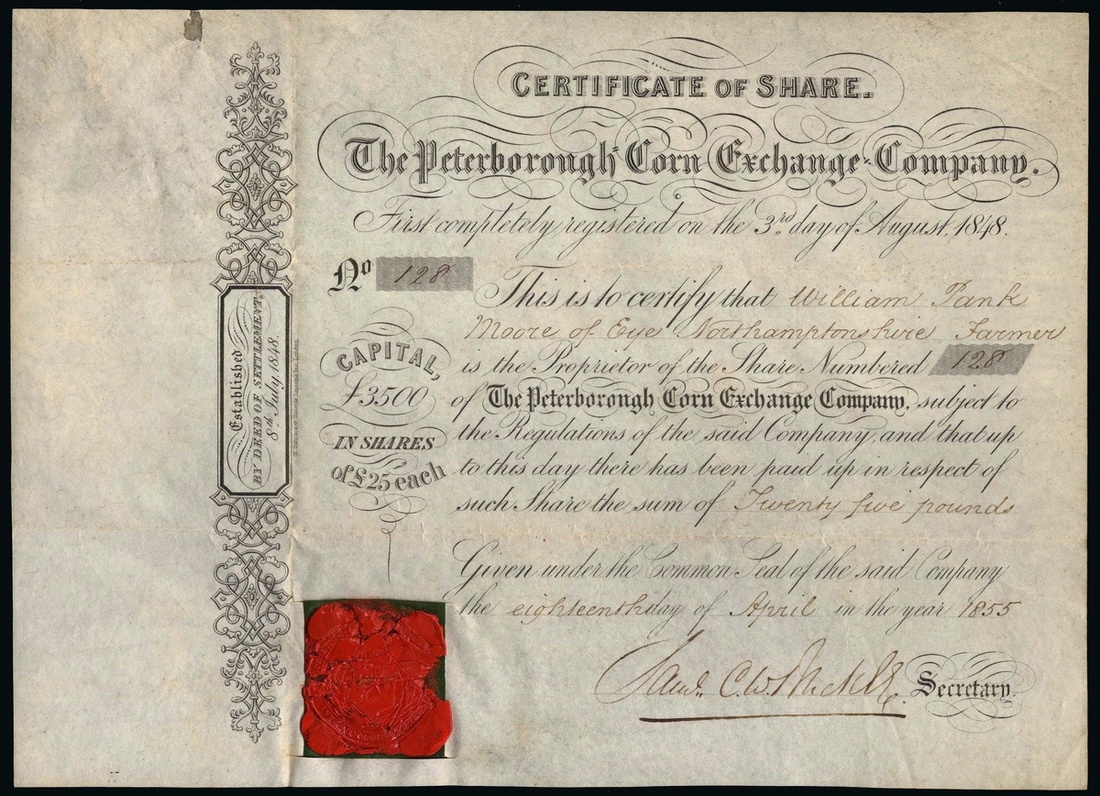 CERTIFICATE OF SHARE.
The Peterborough Corn Exchange Company.
First completely registered on the 3rd day of August, 1848.
No 128
This is to certify that William Pank
Moore of Eye Northamptonshire Farmer
is the Proprietor of the Share Numbered 128
of The Peterborough Corn Exchange Company, subject to
the Regulations of the said Company, and that up
to this day there has been paid up in respect of
such Share the sum of Twenty five pounds
CAPITAL,
£3500
IN SHARES
of £25 each
Given under the Common Seal of the said Company
the eighteenth day of April in the year 1855
Secretary.
Established
BY DEED OF SETTLEMENT,
8th July, 1848.